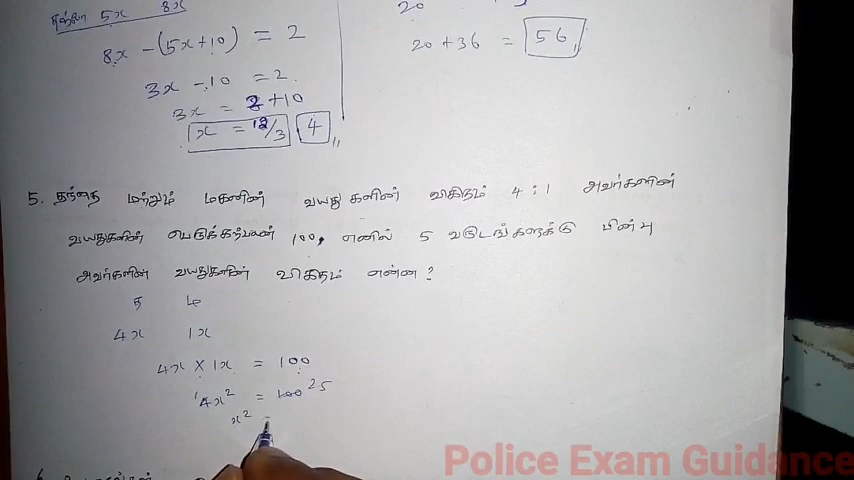 5x 8x
8x - (5x+10) = 2
3x - 10 = 2
3x = 2 + 10
x = 12/3 4
20
20 + 36 = 56
5. தந்தை மற்றும் மகனின் வயதுகளின் விகிதம் 4 : 1 அவர்களின்
வயதுகளின் பெருக்கற்பலன் 100, எனில் 5 வருடங்களுக்கு பின்பு
அவர்களின் வயதுகளின் விகிதம் என்ன ?
த ம
4x 1x
4x X 1x = 100
4x² = 100 25
x² =
Police Exam Guidance